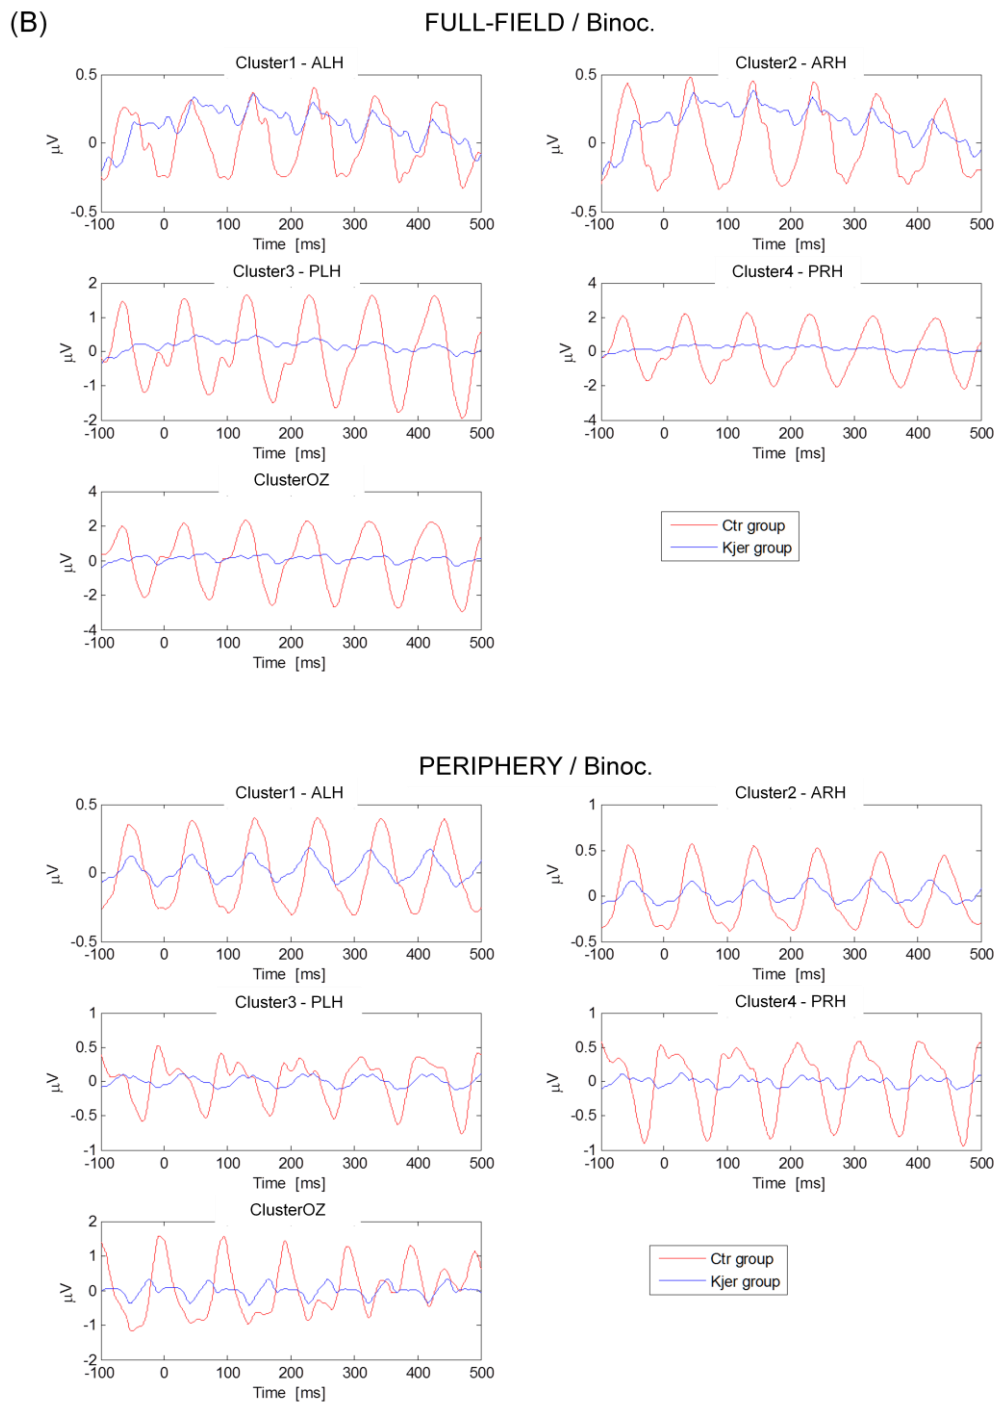 (B)
FULL-FIELD / Binoc.
Cluster1 - ALH
0.5
0
-0.5
µV
-100 0 100 200 300 400 500
Time [ms]
Cluster2 - ARH
0.5
0
-0.5
µV
-100 0 100 200 300 400 500
Time [ms]
Cluster3 - PLH
2
1
0
-1
-2
µV
-100 0 100 200 300 400 500
Time [ms]
Cluster4 - PRH
4
2
0
-2
-4
µV
-100 0 100 200 300 400 500
Time [ms]
ClusterOZ
4
2
0
-2
-4
µV
-100 0 100 200 300 400 500
Time [ms]
Ctr group
Kjer group
PERIPHERY / Binoc.
Cluster1 - ALH
0.5
0
-0.5
µV
-100 0 100 200 300 400 500
Time [ms]
Cluster2 - ARH
1
0.5
0
-0.5
µV
-100 0 100 200 300 400 500
Time [ms]
Cluster3 - PLH
1
0.5
0
-0.5
-1
µV
-100 0 100 200 300 400 500
Time [ms]
Cluster4 - PRH
1
0.5
0
-0.5
-1
µV
-100 0 100 200 300 400 500
Time [ms]
ClusterOZ
2
1
0
-1
-2
µV
-100 0 100 200 300 400 500
Time [ms]
Ctr group
Kjer group